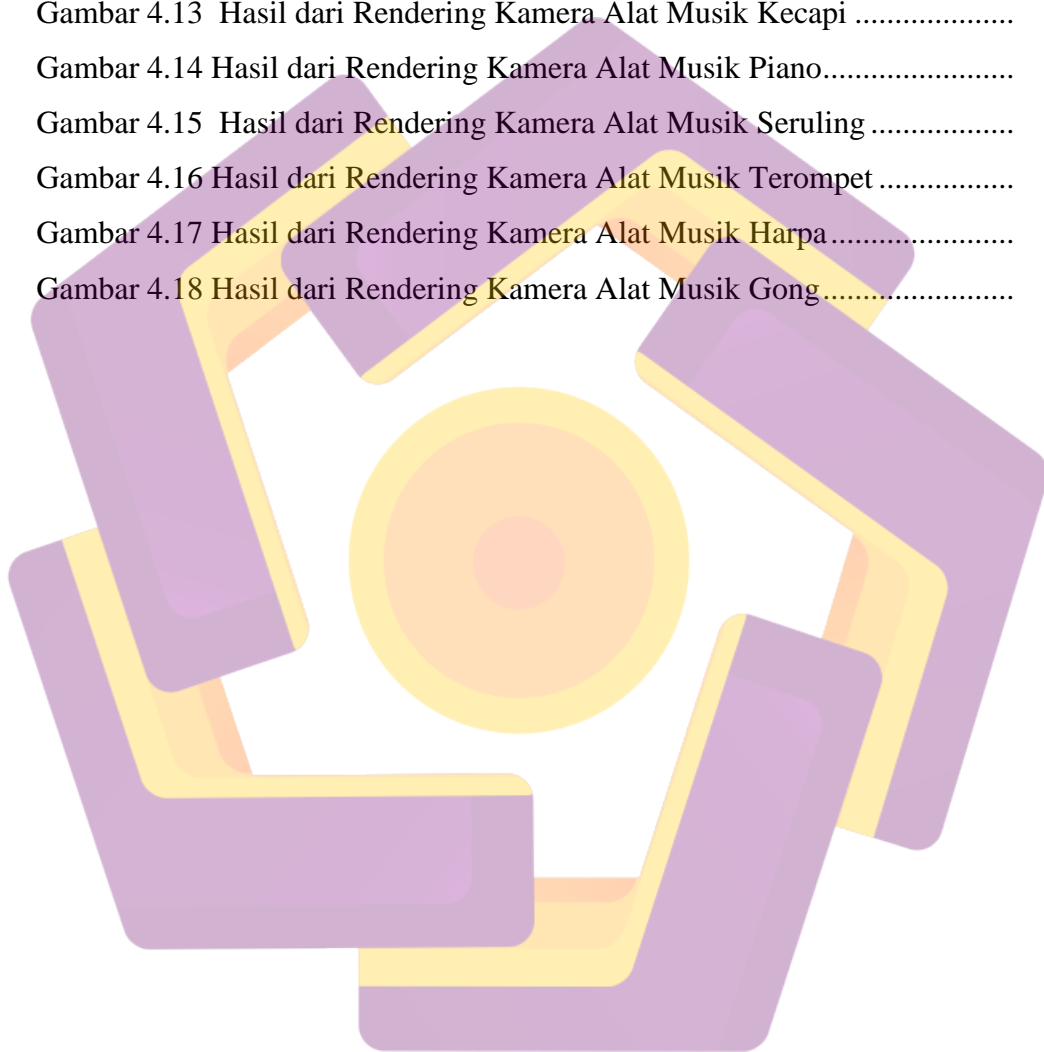 Gambar 4.13  Hasil dari Rendering Kamera Alat Musik Kecapi ...................
Gambar 4.14 Hasil dari Rendering Kamera Alat Musik Piano.......................
Gambar 4.15  Hasil dari Rendering Kamera Alat Musik Seruling .................
Gambar 4.16 Hasil dari Rendering Kamera Alat Musik Terompet ................
Gambar 4.17 Hasil dari Rendering Kamera Alat Musik Harpa......................
Gambar 4.18 Hasil dari Rendering Kamera Alat Musik Gong.......................